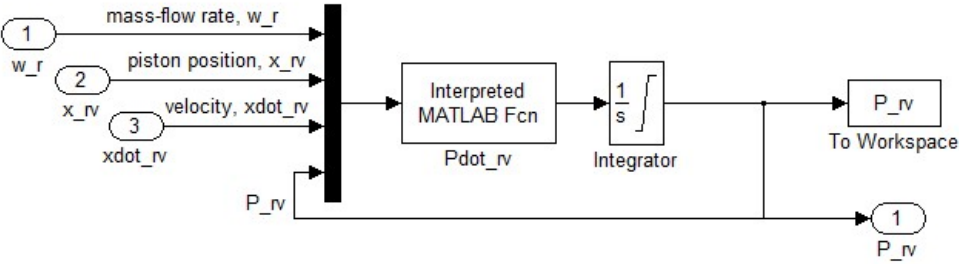 1
mass-flow rate, w_r
w_r
2
piston position, x_rv
x_rv
3
velocity, xdot_rv
xdot_rv
P_rv
Interpreted
MATLAB Fcn
Pdot_rv
1
s
Integrator
P_rv
To Workspace
1
P_rv